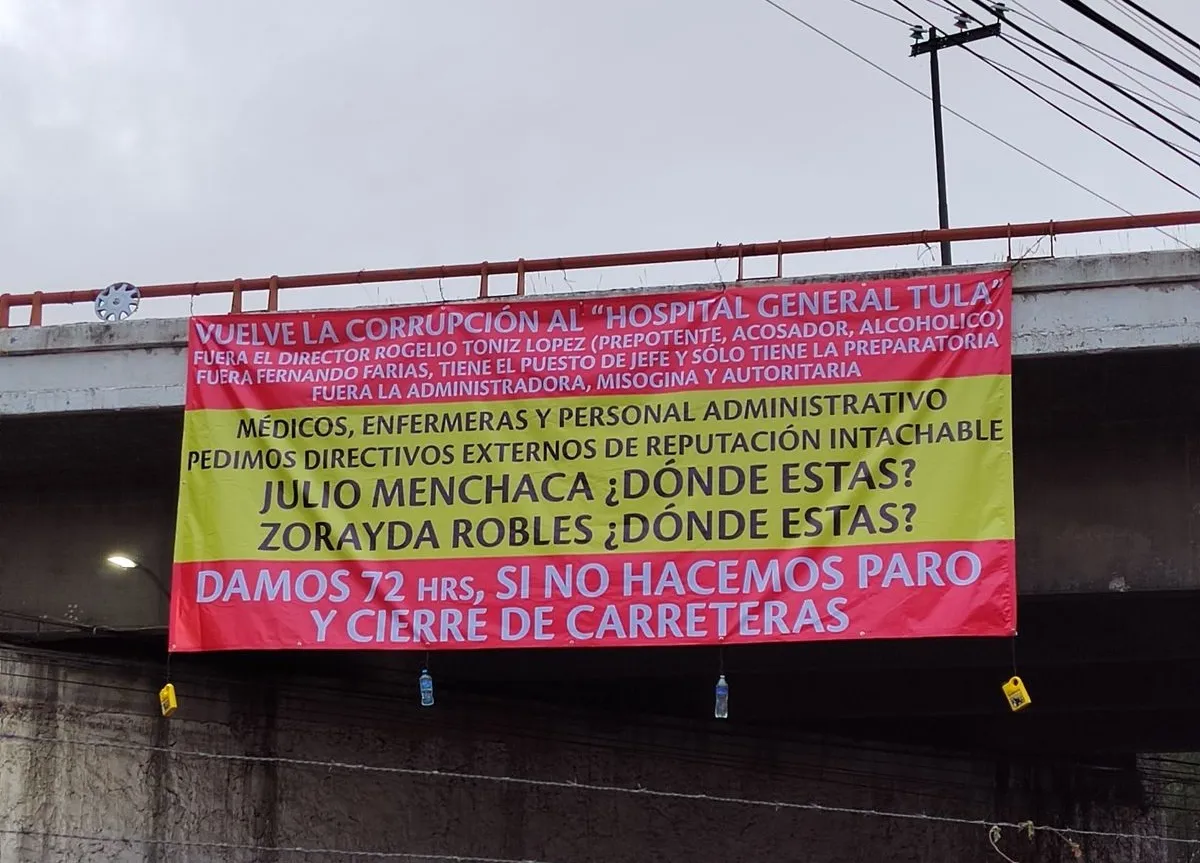 VUELVE LA CORRUPCIÓN AL “HOSPITAL GENERAL TULA”
FUERA EL DIRECTOR ROGELIO TONIZ LOPEZ (PREPOTENTE, ACOSADOR, ALCOHOLICO)
FUERA FERNANDO FARIAS, TIENE EL PUESTO DE JEFE Y SÓLO TIENE LA PREPARATORIA
FUERA LA ADMINISTRADORA, MISOGINA Y AUTORITARIA
MÉDICOS, ENFERMERAS Y PERSONAL ADMINISTRATIVO
PEDIMOS DIRECTIVOS EXTERNOS DE REPUTACIÓN INTACHABLE
JULIO MENCHACA ¿DÓNDE ESTAS?
ZORAYDA ROBLES ¿DÓNDE ESTAS?
DAMOS 72 HRS, SI NO HACEMOS PARO
Y CIERRE DE CARRETERAS